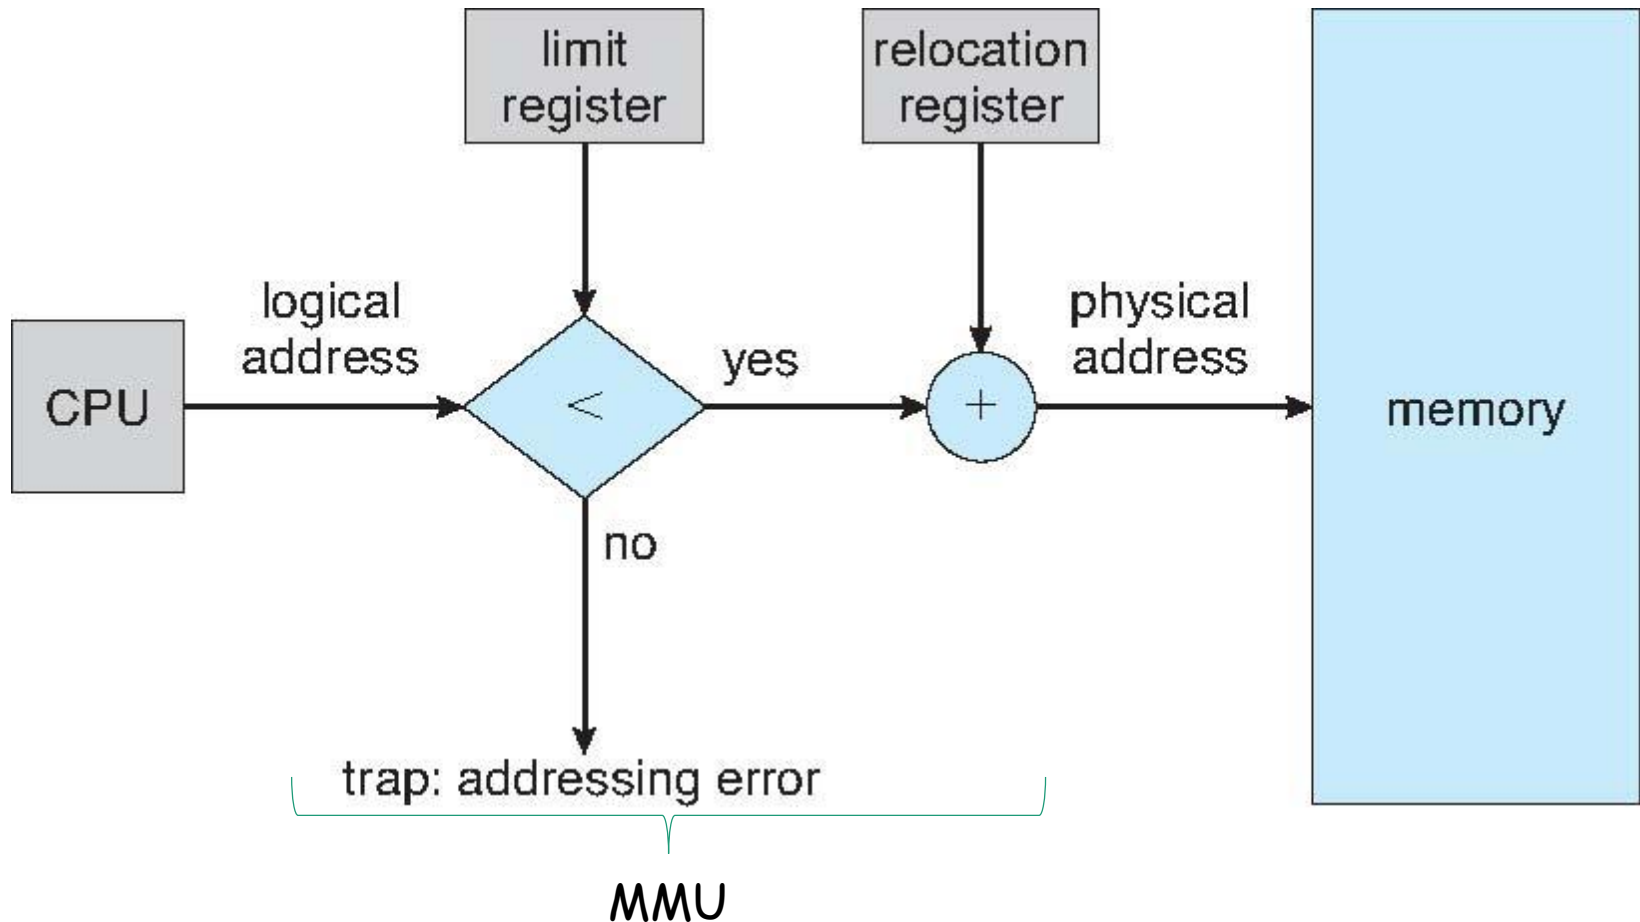 limit
register
relocation
register
logical
address
physical
address
CPU
<
yes
+
memory
no
trap: addressing error
MMU